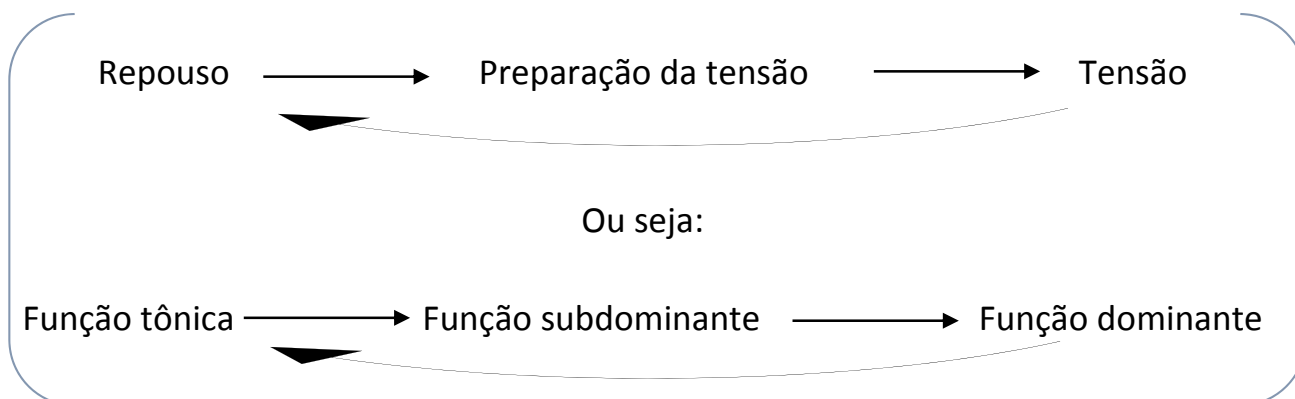 Repouso Preparação da tensão Tensão
Ou seja:
Função tônica Função subdominante Função dominante